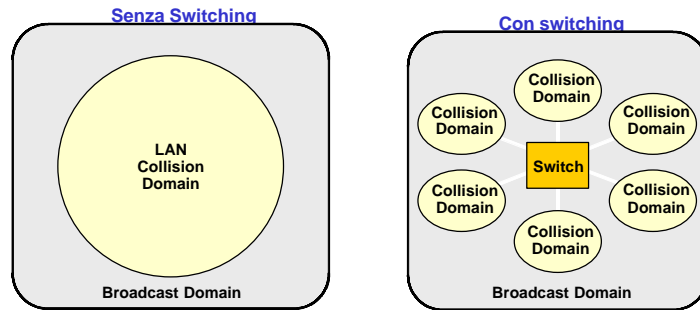 Senza Switching
LAN
Collision
Domain
Broadcast Domain
Con switching
Collision
Domain
Collision
Domain
Collision
Domain
Switch
Collision
Domain
Collision
Domain
Collision
Domain
Broadcast Domain